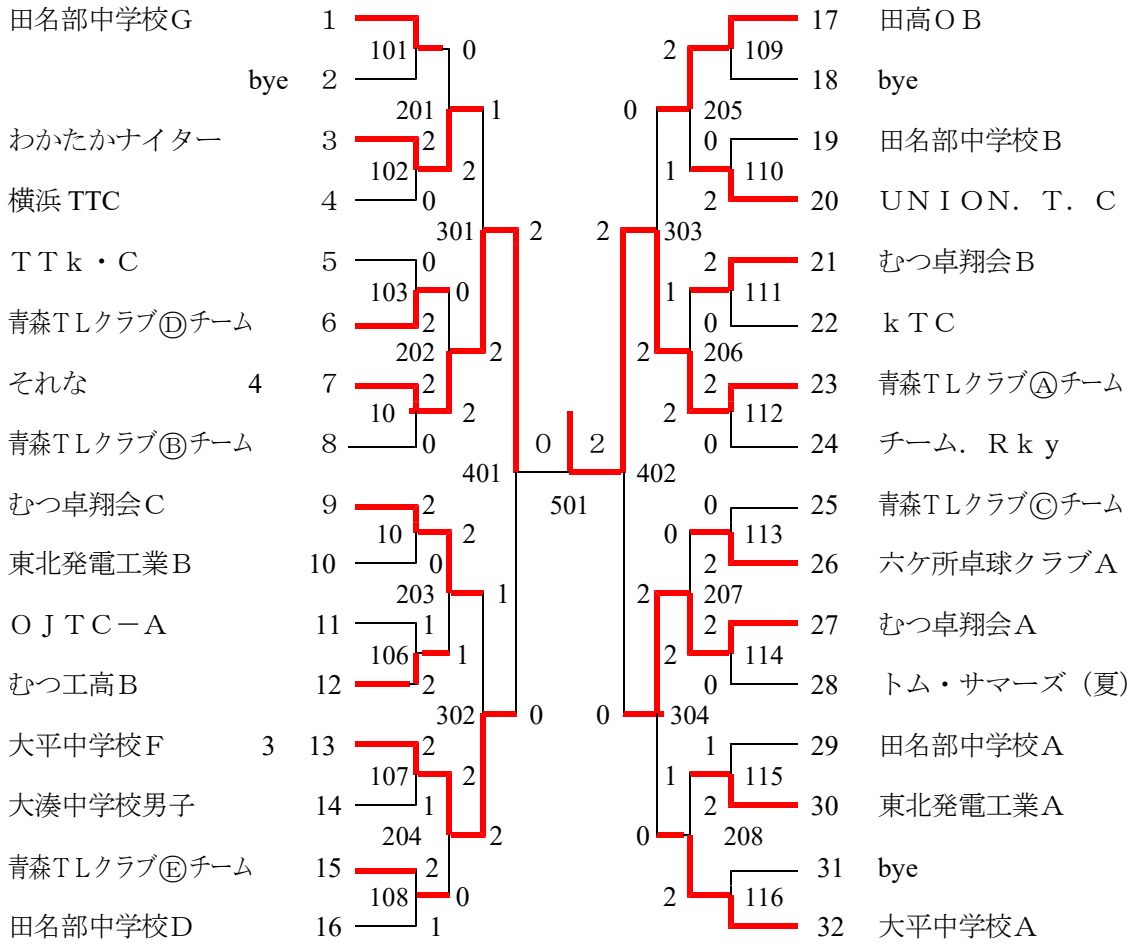 田名部中学校G 1 17 田高OB
101 0 2 109
bye 2 18 bye
201 1 0 205
わかたかナイター 3 2 0 19 田名部中学校B
102 2 1 110
横浜 TTC 4 0 2 20 UNION. T. C
301 2 2 303
TTk・C 5 0 2 21 むつ卓翔会B
103 0 1 111
青森TLクラブⒹチーム 6 2 0 22 kTC
202 2 2 206
それな 4 7 2 2 23 青森TLクラブⒶチーム
10 2 2 112
青森TLクラブⒷチーム 8 0 0 2 0 24 チーム. Rky
401 402
むつ卓翔会C 9 2 501 0 25 青森TLクラブⒸチーム
10 2 0 113
東北発電工業B 10 0 2 26 六ケ所卓球クラブA
203 1 2 207
OJTC-A 11 1 2 27 むつ卓翔会A
106 1 2 114
むつ工高B 12 2 0 28 トム・サマーズ (夏)
302 0 0 304
大平中学校F 3 13 2 1 29 田名部中学校A
107 2 1 115
大湊中学校男子 14 1 2 30 東北発電工業A
204 2 0 208
青森TLクラブⒺチーム 15 2 31 bye
108 0 2 116
田名部中学校D 16 1 32 大平中学校A